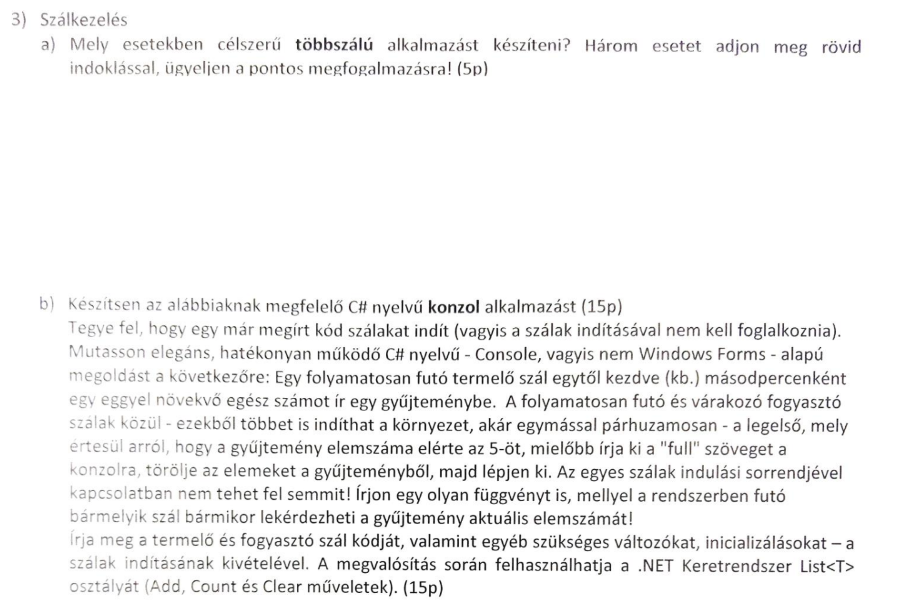 3) Szálkezelés
a) Mely esetekben célszerű többszálú alkalmazást készíteni? Három esetet adjon meg rövid
indoklással, ügyeljen a pontos megfogalmazásra! (5p)
b) Készítsen az alábbiaknak megfelelő C# nyelvű konzol alkalmazást (15p)
Tegye fel, hogy egy már megírt kód szálakat indít (vagyis a szálak indításával nem kell foglalkoznia).
Mutasson elegáns, hatékonyan működő C# nyelvű - Console, vagyis nem Windows Forms - alapú
megoldást a következőre: Egy folyamatosan futó termelő szál egytől kezdve (kb.) másodpercenként
egy eggyel növekvő egész számot ír egy gyűjteménybe. A folyamatosan futó és várakozó fogyasztó
szálak közül - ezekből többet is indíthat a környezet, akár egymással párhuzamosan - a legelső, mely
értesül arról, hogy a gyűjtemény elemszáma elérte az 5-öt, mielőbb írja ki a "full" szöveget a
konzolra, törölje az elemeket a gyűjteményből, majd lépjen ki. Az egyes szálak indulási sorrendjével
kapcsolatban nem tehet fel semmit! Írjon egy olyan függvényt is, mellyel a rendszerben futó
bármelyik szál bármikor lekérdezheti a gyűjtemény aktuális elemszámát!
Írja meg a termelő és fogyasztó szál kódját, valamint egyéb szükséges változókat, inicializálásokat – a
szálak indításának kivételével. A megvalósítás során felhasználhatja a .NET Keretrendszer List<T>
osztályát (Add, Count és Clear műveletek). (15p)